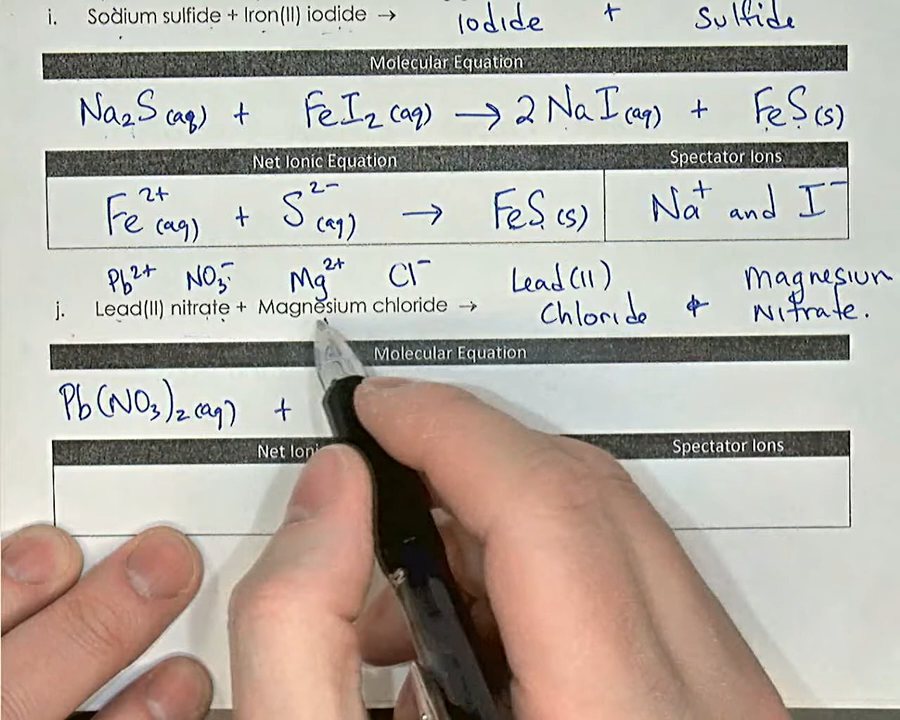 i. Sodium sulfide + Iron(II) iodide → Iodide + Sulfide
Molecular Equation
Na₂S (aq) + FeI₂ (aq) → 2 NaI (aq) + FeS (s)
Net Ionic Equation Spectator Ions
Fe²⁺ (aq) + S²⁻ (aq) → FeS (s) Na⁺ and I⁻
Pb²⁺ NO₃⁻ Mg²⁺ Cl⁻ Lead(II) Magnesium
j. Lead(II) nitrate + Magnesium chloride → Chloride + Nitrate.
Molecular Equation
Pb(NO₃)₂ (aq) +
Net Ioni Spectator Ions